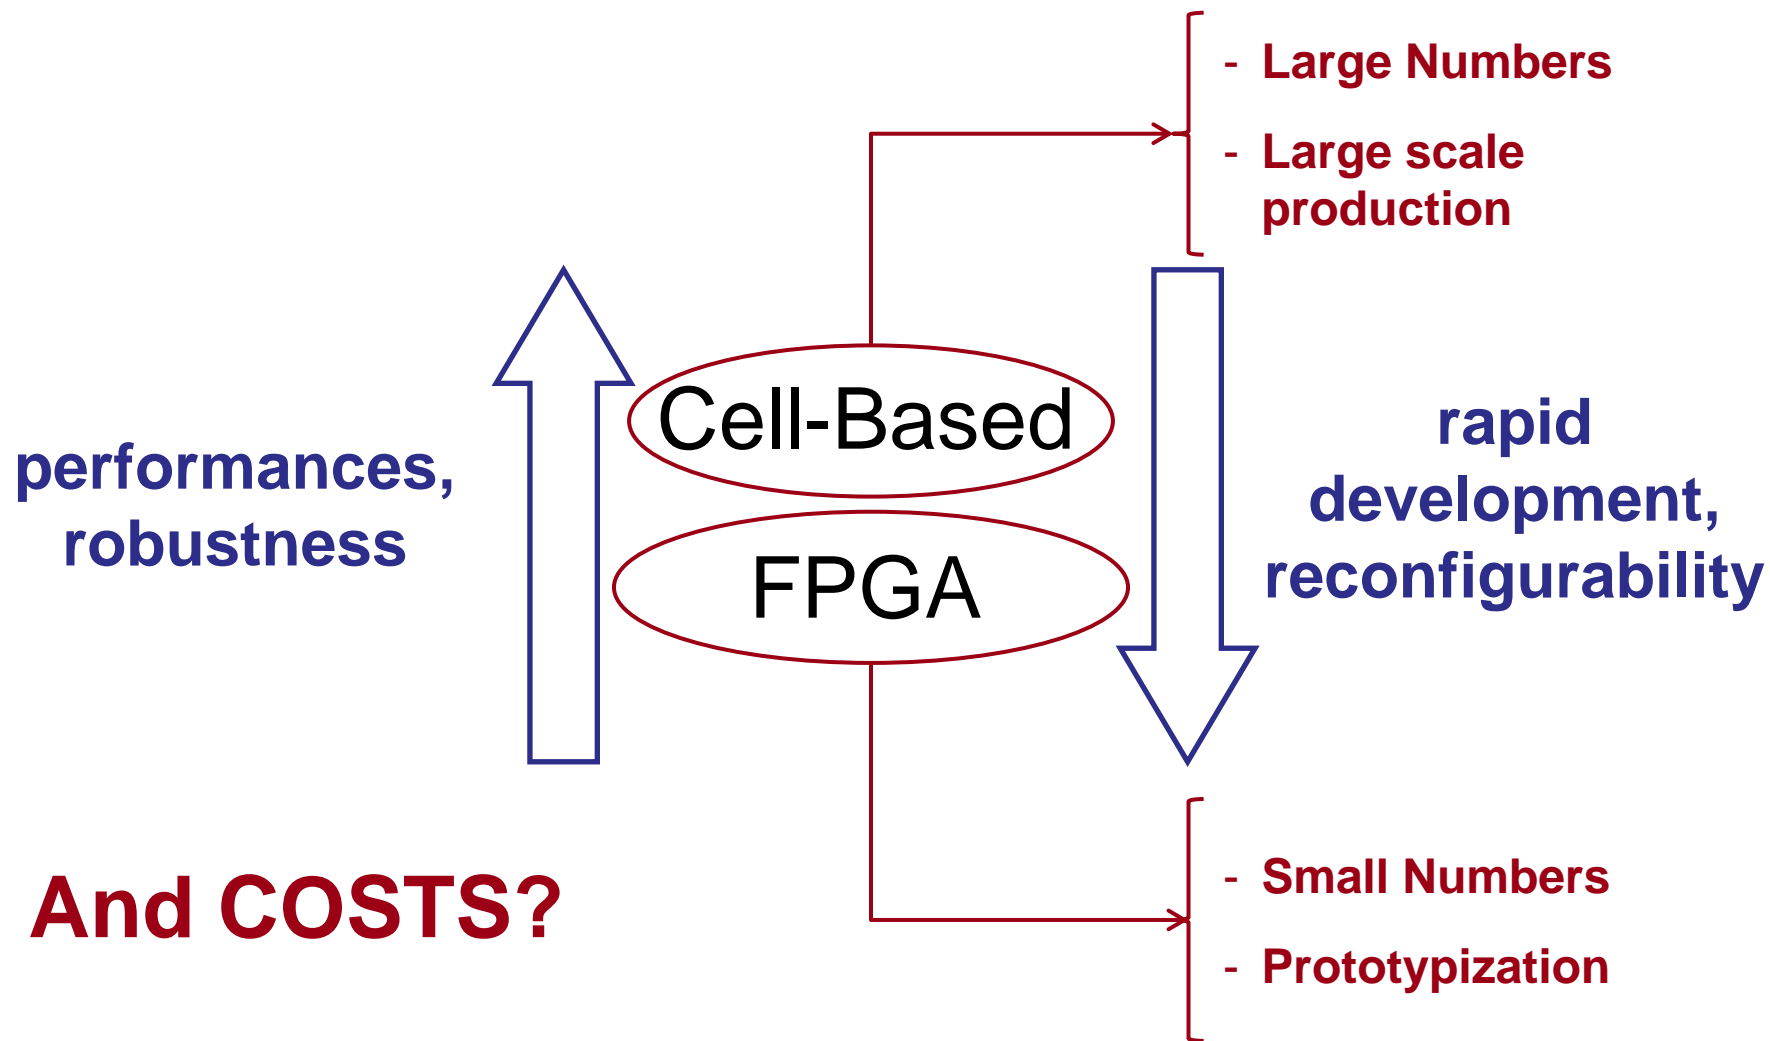 - Large Numbers
- Large scale
production
Cell-Based
FPGA
performances,
robustness
rapid
development,
reconfigurability
And COSTS?
- Small Numbers
- Prototypization